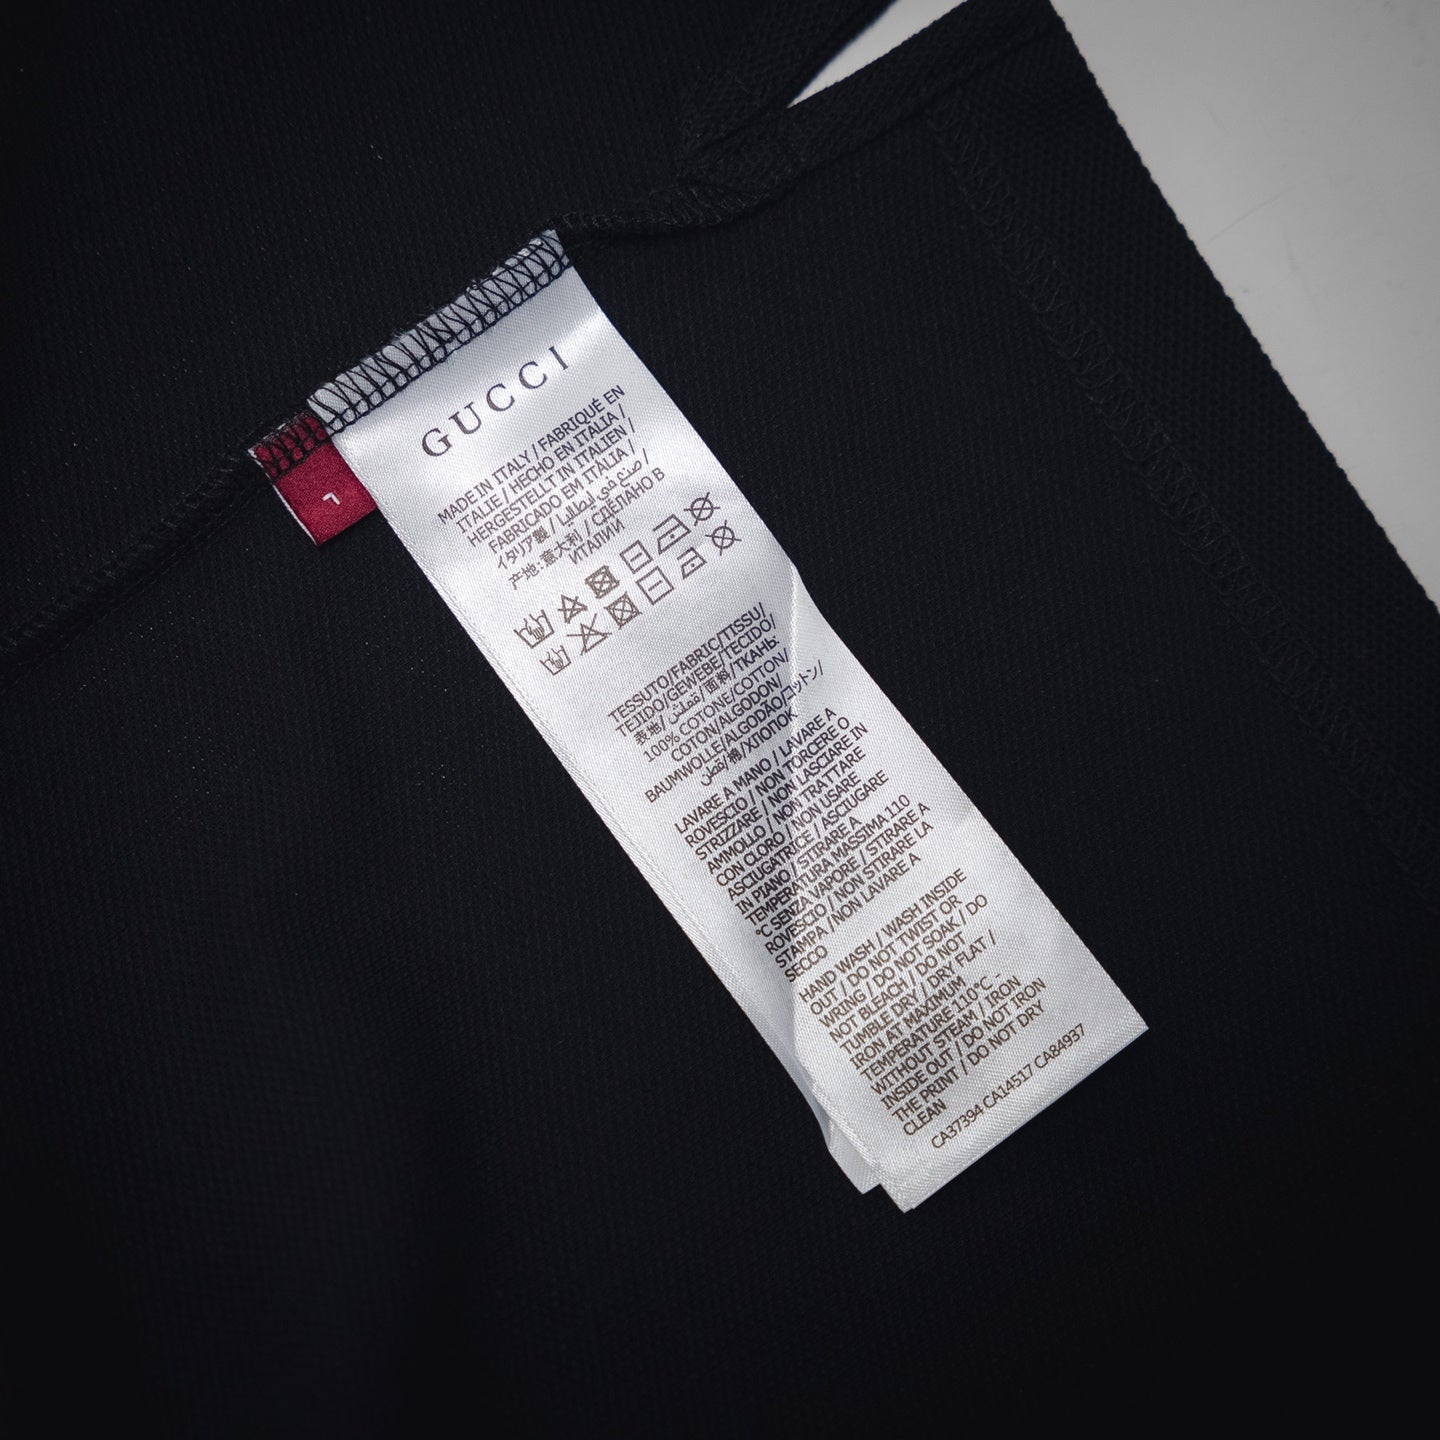 GUCCI
MADE IN ITALY / FABRIQUÉ EN
ITALIE / HECHO EN ITALIA /
HERGESTELLT IN ITALIEN /
FABRICADO EM ITÁLIA /
イタリア製 / صنع في ايطاليا /
产地：意大利 / СДЕЛАНО В
ИТАЛИИ
TESSUTO/FABRIC/TISSU/
TEJIDO/GEWEBE/TECIDO/
表地/قماش/面料/ТКАНЬ:
100% COTONE/COTTON/
COTON/ALGODON/
BAUMWOLLE/ALGODÃO/コットン/
قطن/棉/ХЛОПОК
LAVARE A MANO / LAVARE A
ROVESCIO / NON TORCERE O
STRIZZARE / NON LASCIARE IN
AMMOLLO / NON TRATTARE
CON CLORO / NON USARE
ASCIUGATRICE / ASCIUGARE
IN PIANO / STIRARE A
TEMPERATURA MASSIMA 110
°C SENZA VAPORE / STIRARE A
ROVESCIO / NON STIRARE LA
STAMPA / NON LAVARE A
SECCO
HAND WASH / WASH INSIDE
OUT / DO NOT TWIST OR
WRING / DO NOT SOAK / DO
NOT BLEACH / DO NOT
TUMBLE DRY / DRY FLAT /
IRON AT MAXIMUM
TEMPERATURE 110°C -
WITHOUT STEAM / IRON
INSIDE OUT / DO NOT IRON
THE PRINT / DO NOT DRY
CLEAN
CA37394 CA14517 CA84937